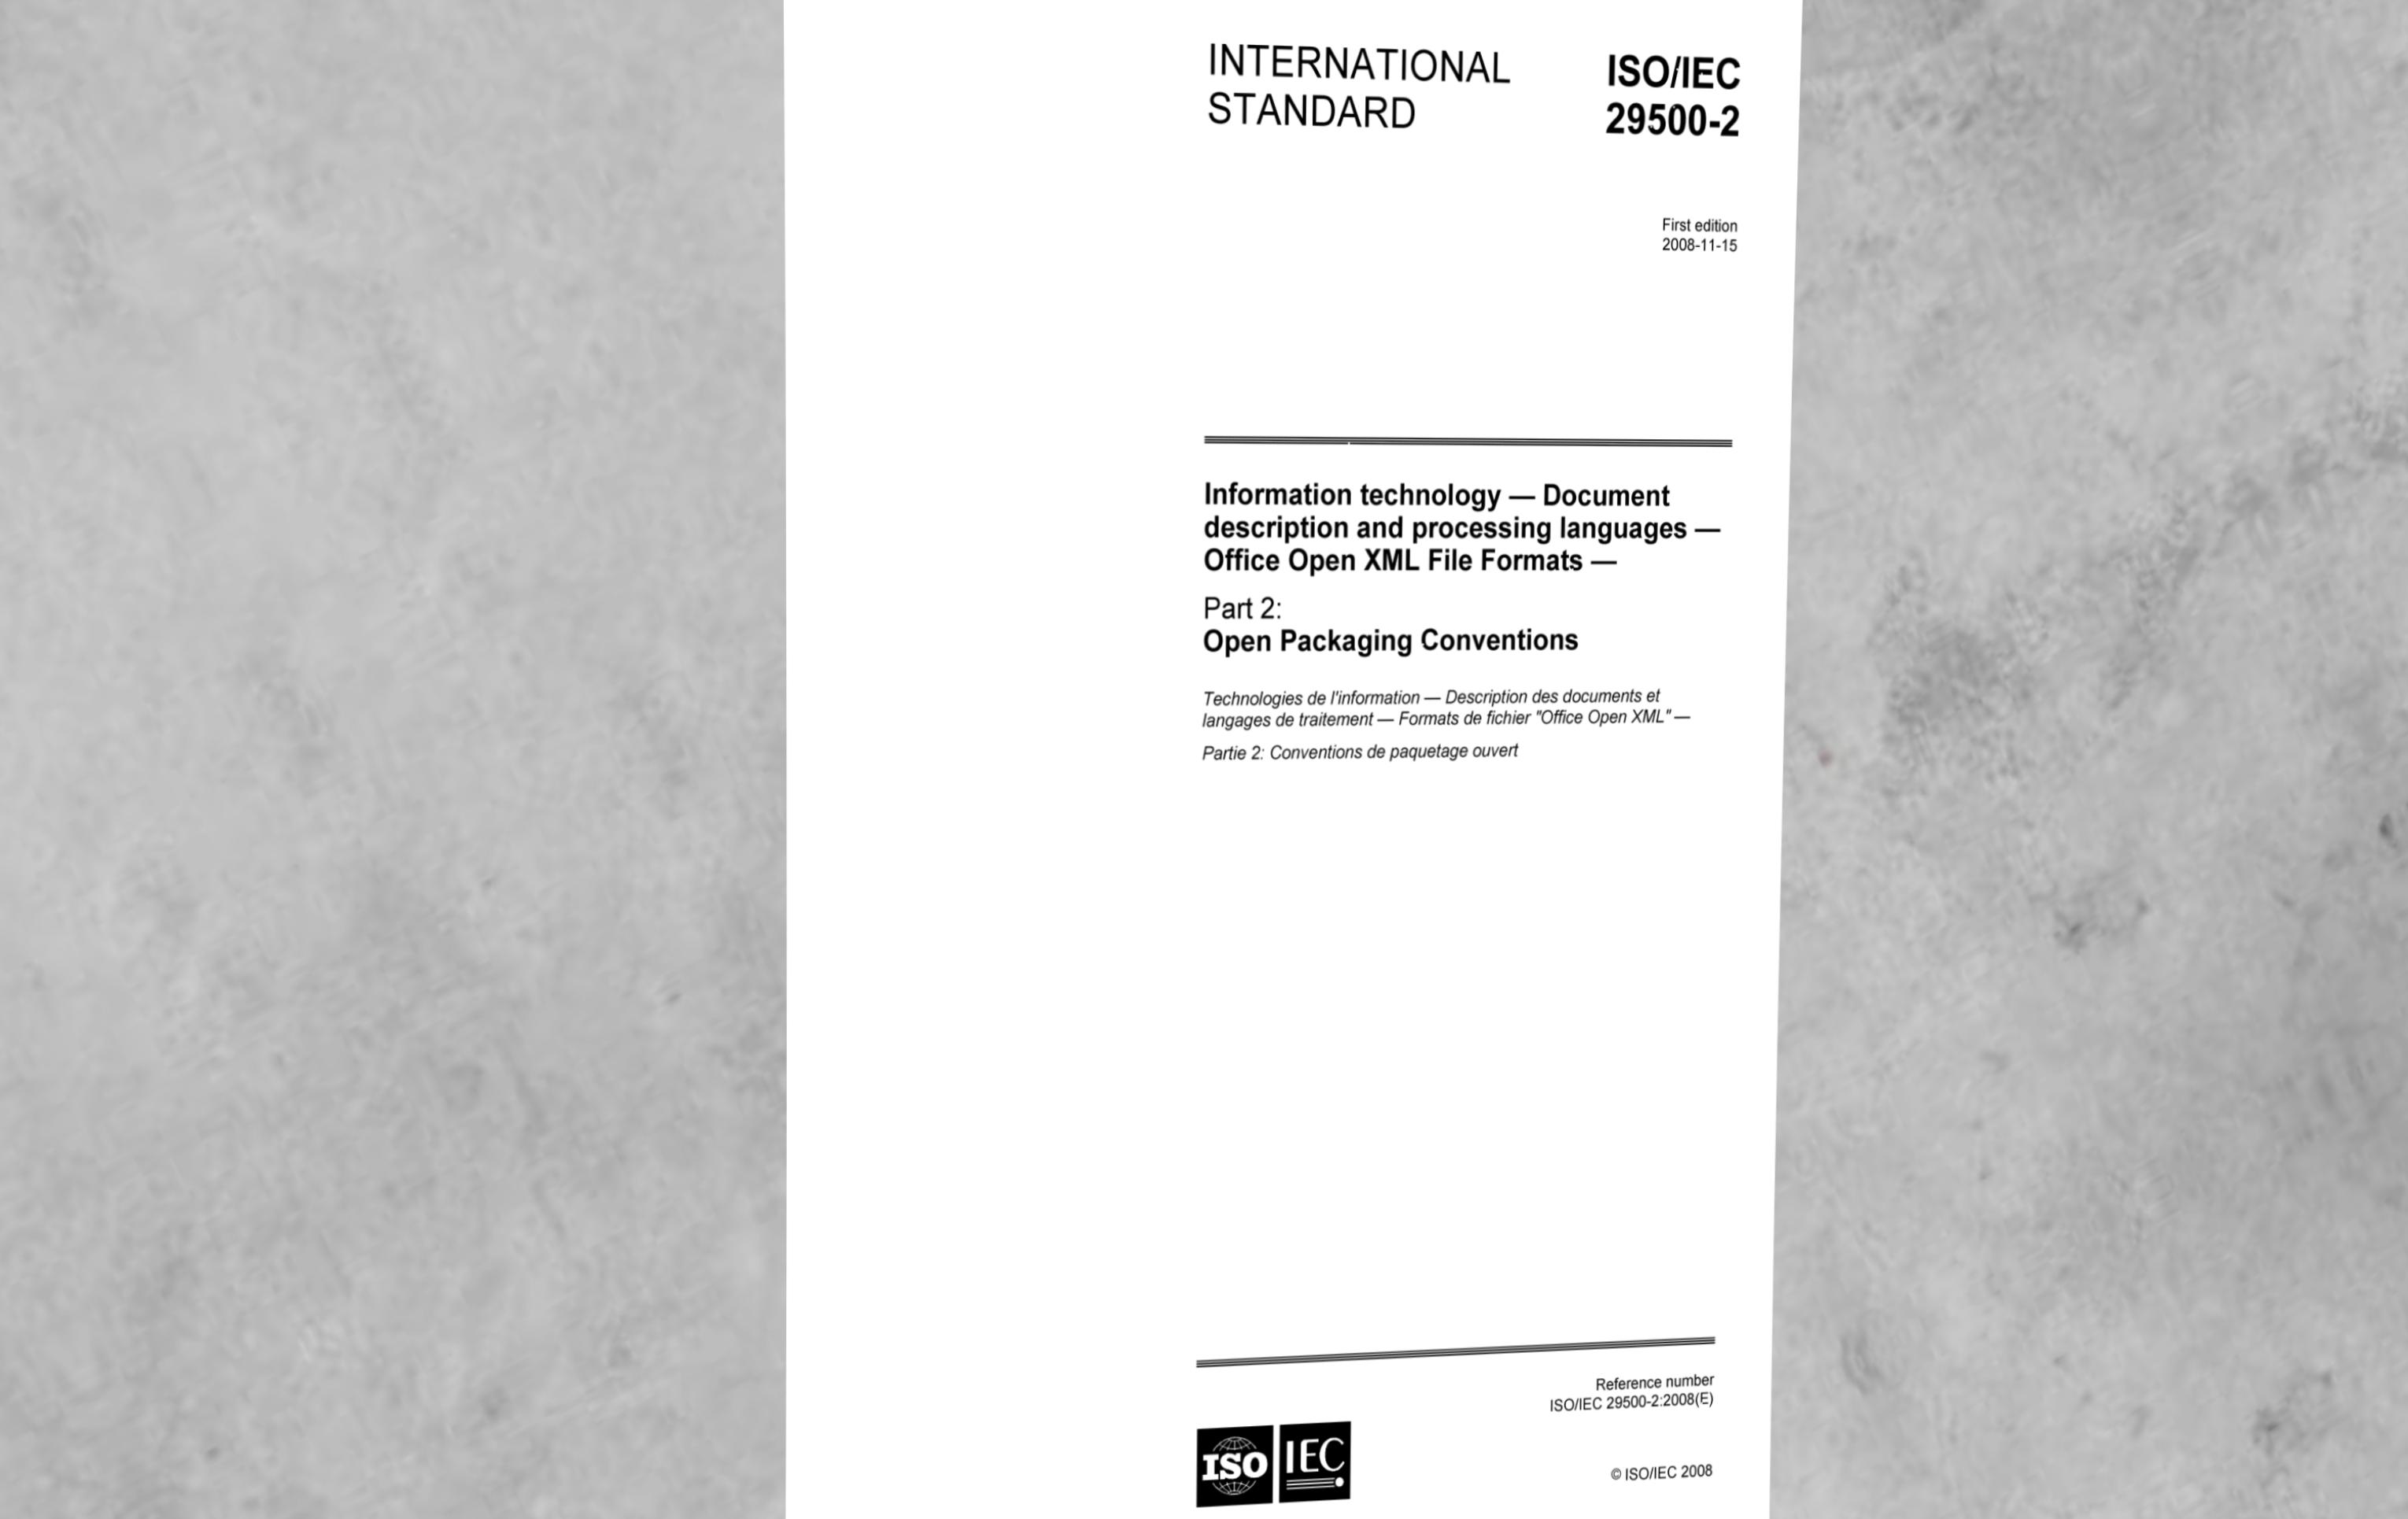 INTERNATIONAL
STANDARD
ISO/IEC
29500-2
First edition
2008-11-15
Information technology — Document
description and processing languages —
Office Open XML File Formats —
Part 2:
Open Packaging Conventions
Technologies de l'information — Description des documents et
langages de traitement — Formats de fichier "Office Open XML" —
Partie 2: Conventions de paquetage ouvert
Reference number
ISO/IEC 29500-2:2008(E)
ISO IEC
© ISO/IEC 2008